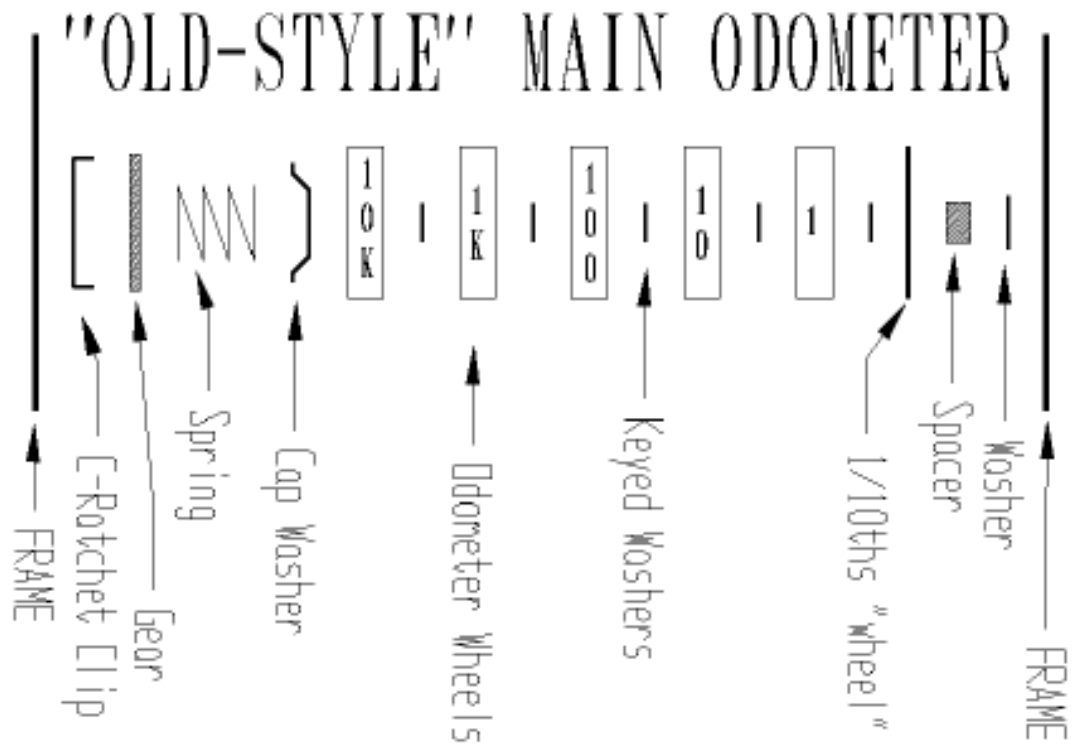 "OLD-STYLE" MAIN ODOMETER
10K
1K
100
10
1
FRAME
C-Ratchet Clip
Gear
Spring
Cap Washer
Odometer Wheels
Keyed Washers
1/10ths "wheel"
Spacer
Washer
FRAME